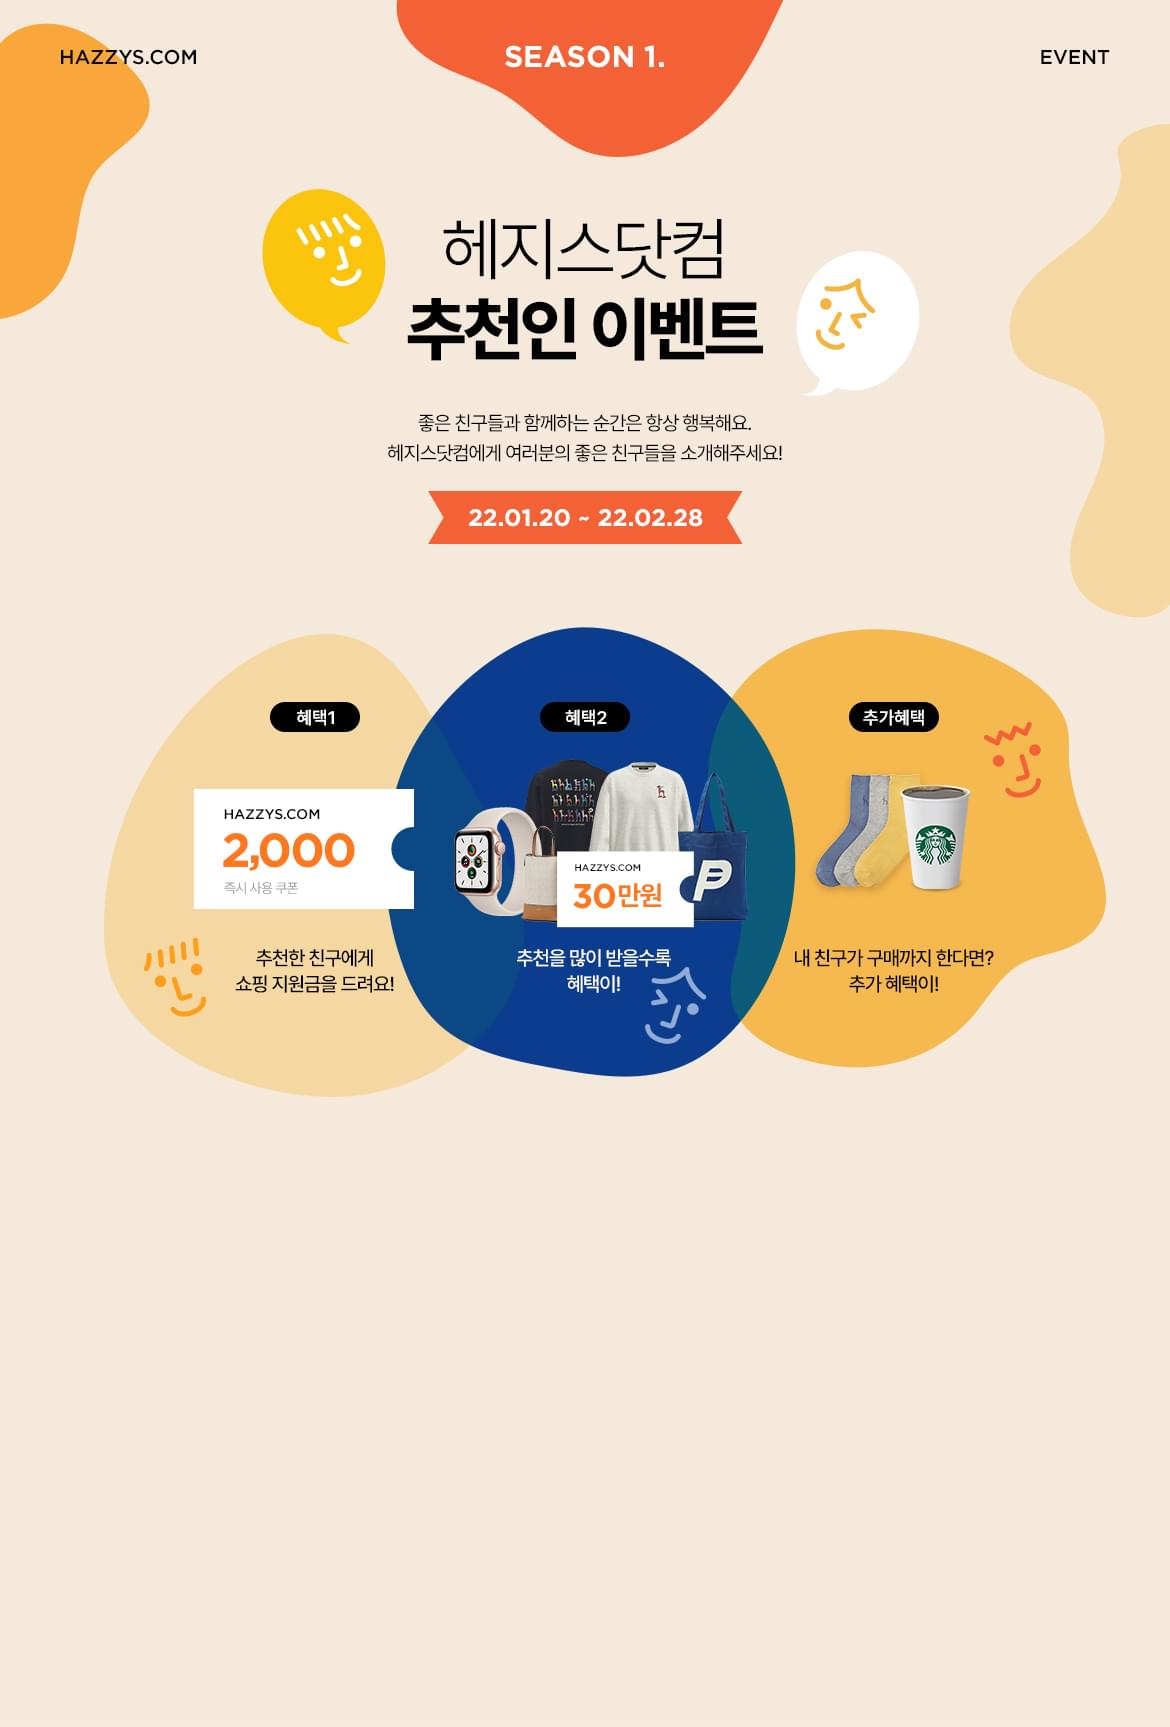 HAZZYS.COM
SEASON 1.
EVENT
헤지스닷컴
추천인 이벤트
좋은 친구들과 함께하는 순간은 항상 행복해요.
헤지스닷컴에게 여러분의 좋은 친구들을 소개해주세요!
22.01.20 ~ 22.02.28
혜택1
HAZZYS.COM
2,000
즉시 사용 쿠폰
추천한 친구에게
쇼핑 지원금을 드려요!
혜택2
HAZZYS.COM
30만원
P
추천을 많이 받을수록
혜택이!
추가혜택
내 친구가 구매까지 한다면?
추가 혜택이!